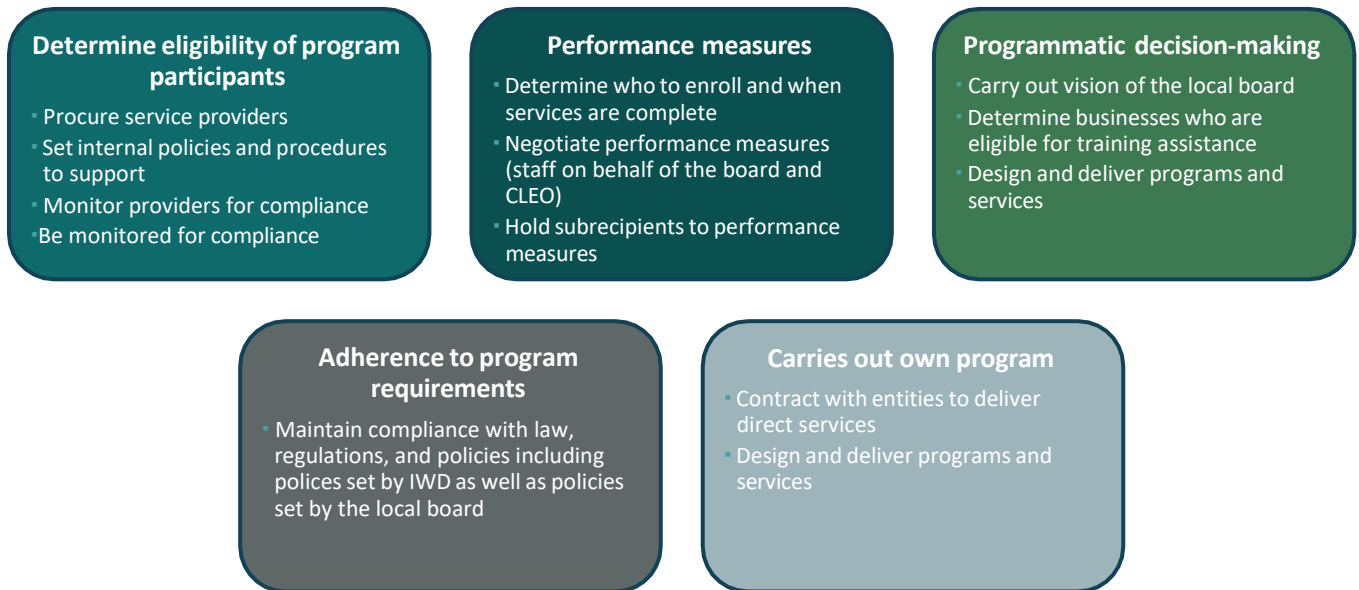 Determine eligibility of program
participants
▪ Procure service providers
▪ Set internal policies and procedures
to support
▪ Monitor providers for compliance
▪Be monitored for compliance
Performance measures
▪ Determine who to enroll and when
services are complete
▪ Negotiate performance measures
(staff on behalf of the board and
CLEO)
▪ Hold subrecipients to performance
measures
Programmatic decision-making
▪ Carry out vision of the local board
▪ Determine businesses who are
eligible for training assistance
▪ Design and deliver programs and
services
Adherence to program
requirements
▪ Maintain compliance with law,
regulations, and policies including
polices set by IWD as well as policies
set by the local board
Carries out own program
▪ Contract with entities to deliver
direct services
▪ Design and deliver programs and
services